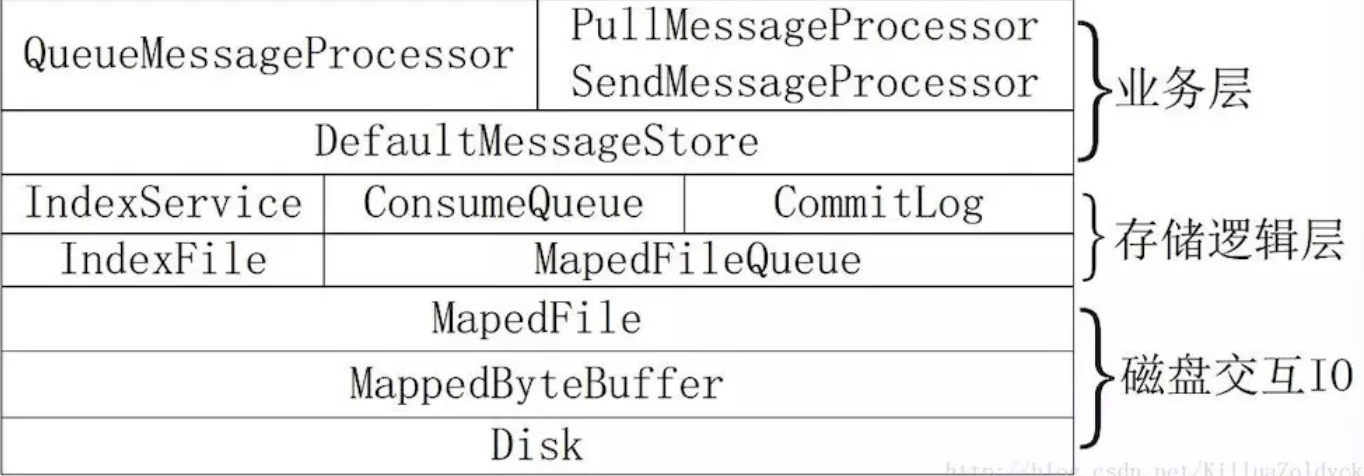 QueueMessageProcessor
PullMessageProcessor
SendMessageProcessor
业务层
DefaultMessageStore
IndexService
ConsumeQueue
CommitLog
存储逻辑层
IndexFile
MapedFileQueue
MapedFile
MappedByteBuffer
磁盘交互IO
Disk
http://blog.csdn.net/KilluaZoldyck